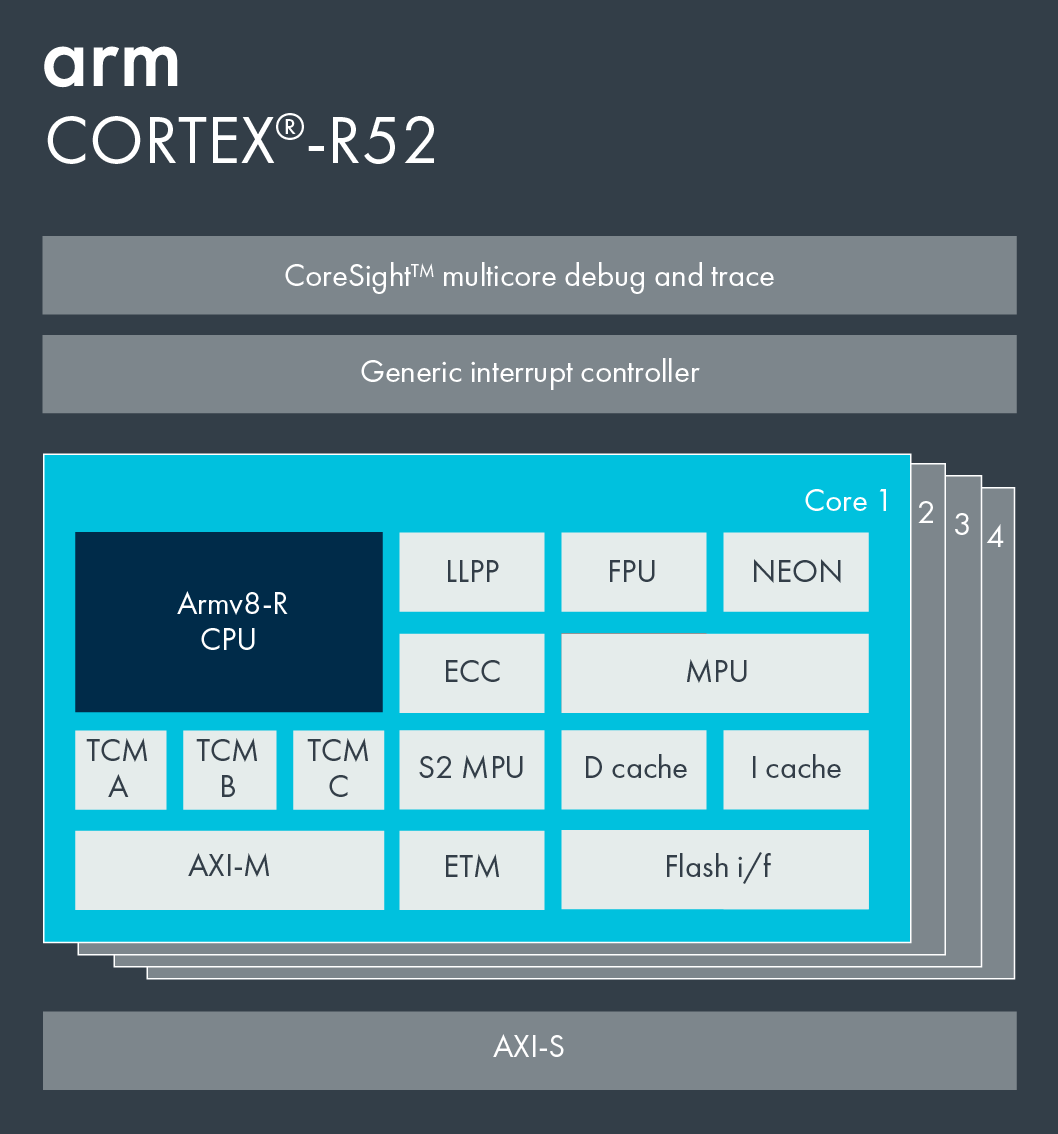 arm
CORTEX®-R52
CoreSight™ multicore debug and trace
Generic interrupt controller
Core 1
2
3
4
Armv8-R
CPU
LLPP
FPU
NEON
ECC
MPU
TCM
A
TCM
B
TCM
C
S2 MPU
D cache
I cache
AXI-M
ETM
Flash i/f
AXI-S